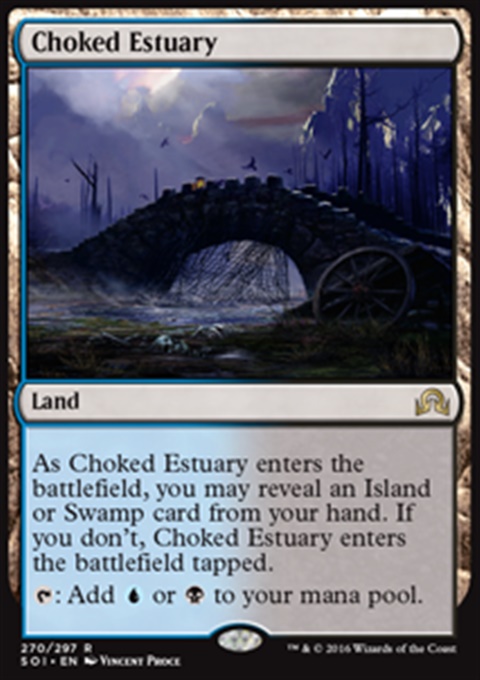 Choked Estuary
Land
As Choked Estuary enters the
battlefield, you may reveal an Island
or Swamp card from your hand. If
you don't, Choked Estuary enters
the battlefield tapped.
: Add or to your mana pool.
270/297 R
SOI • EN Vincent Proce
™ & © 2016 Wizards of the Coast